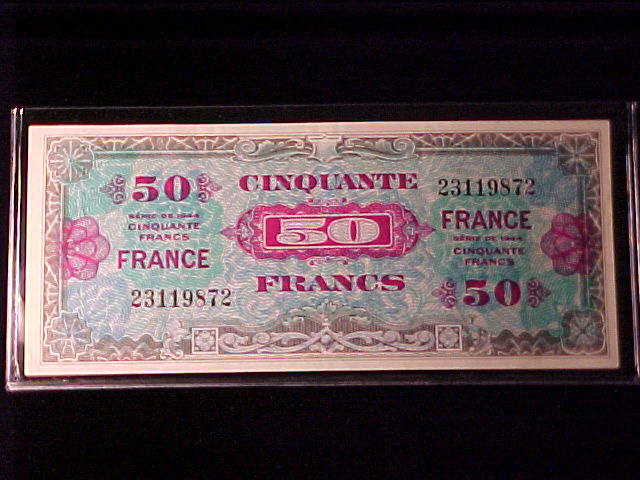 50
SÉRIE DE 1944
CINQUANTE
FRANCS
FRANCE
23119872
CINQUANTE
50
FRANCS
23119872
FRANCE
SÉRIE DE 1944
CINQUANTE
FRANCS
50